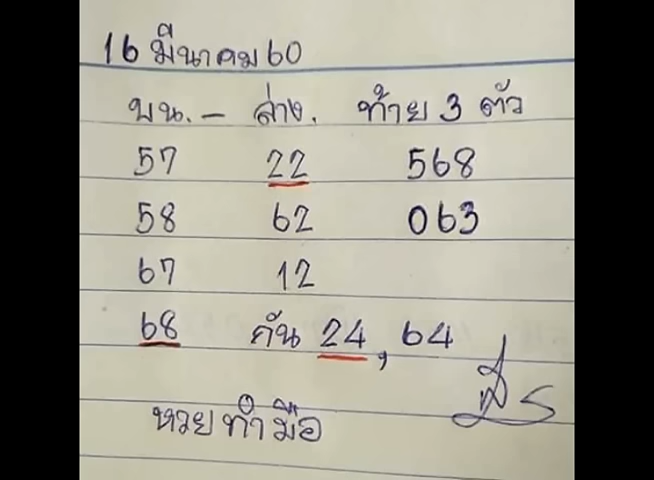 16 มีนาคม 60
บน. - ล่าง. ท้าย 3 ตัว
57 22 568
58 62 063
67 12
68 กัน 24, 64
หวย ทำ มือ